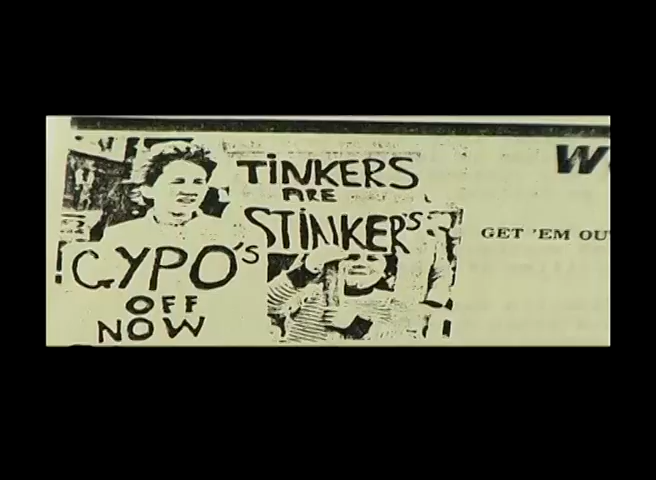 TINKERS
ARE
STINKER'S
GYPO'S
OFF
NOW
GET 'EM OU